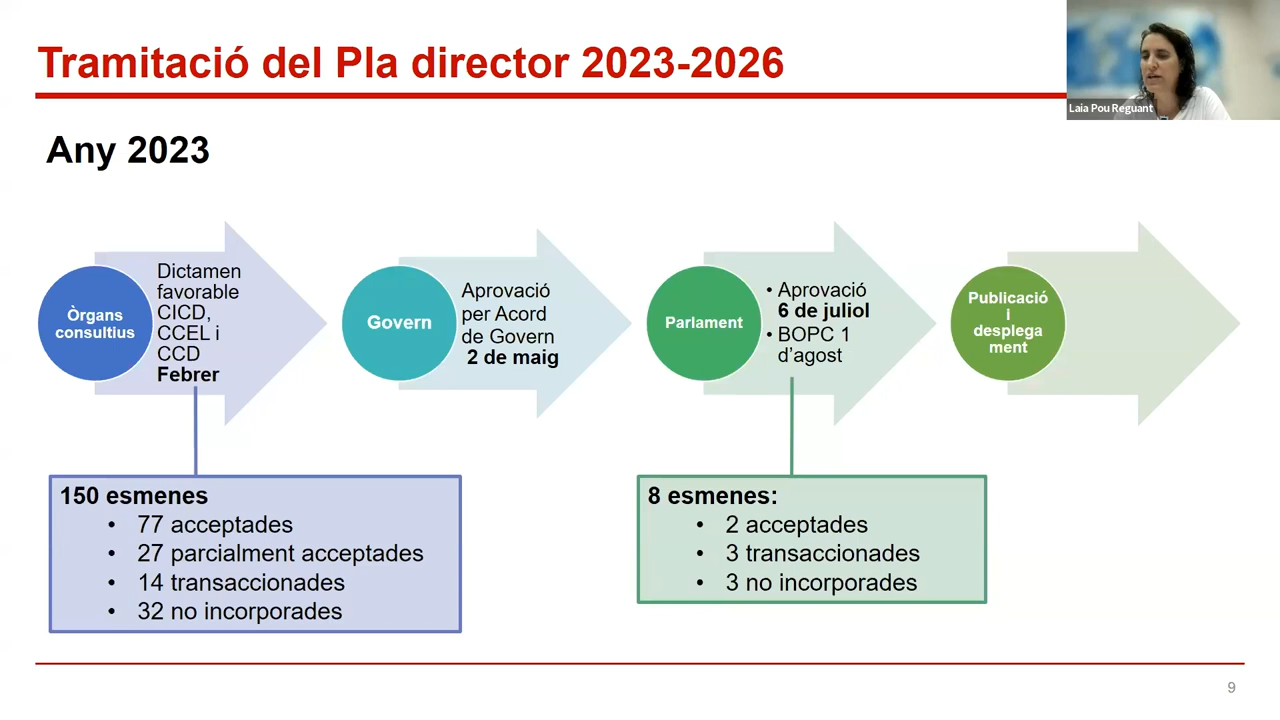 Tramitació del Pla director 2023-2026
Laia Pou Reguant
Any 2023
Òrgans
consultius
Dictamen
favorable
CICD,
CCEL i
CCD
Febrer
Govern
Aprovació
per Acord
de Govern
2 de maig
Parlament
• Aprovació
6 de juliol
• BOPC 1
d’agost
Publicació
i
desplega
ment
150 esmenes
• 77 acceptades
• 27 parcialment acceptades
• 14 transaccionades
• 32 no incorporades
8 esmenes:
• 2 acceptades
• 3 transaccionades
• 3 no incorporades
9